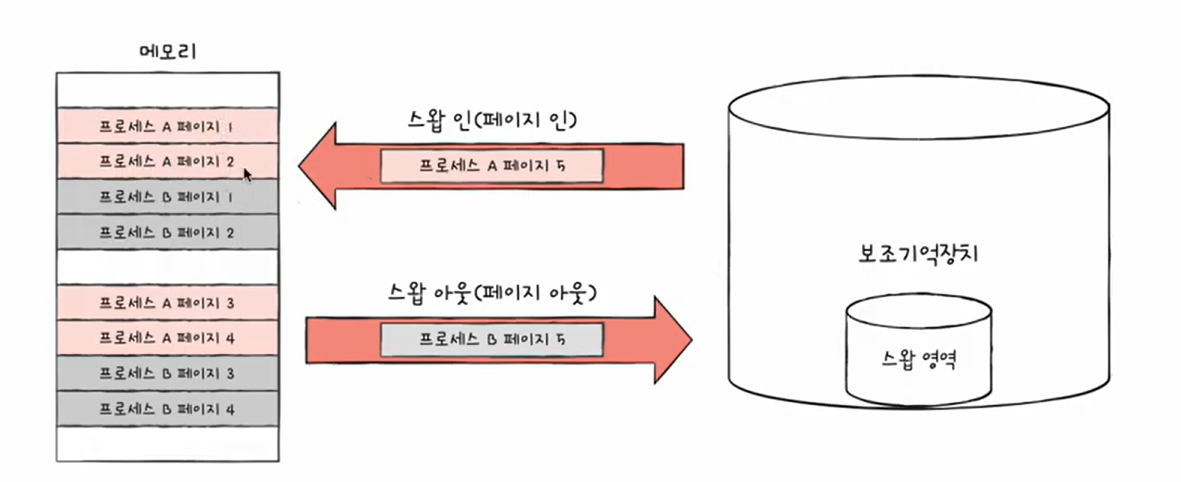 메모리
프로세스 A 페이지 1
프로세스 A 페이지 2
프로세스 B 페이지 1
프로세스 B 페이지 2
프로세스 A 페이지 3
프로세스 A 페이지 4
프로세스 B 페이지 3
프로세스 B 페이지 4
스왑 인(페이지 인)
프로세스 A 페이지 5
스왑 아웃(페이지 아웃)
프로세스 B 페이지 5
보조기억장치
스왑 영역